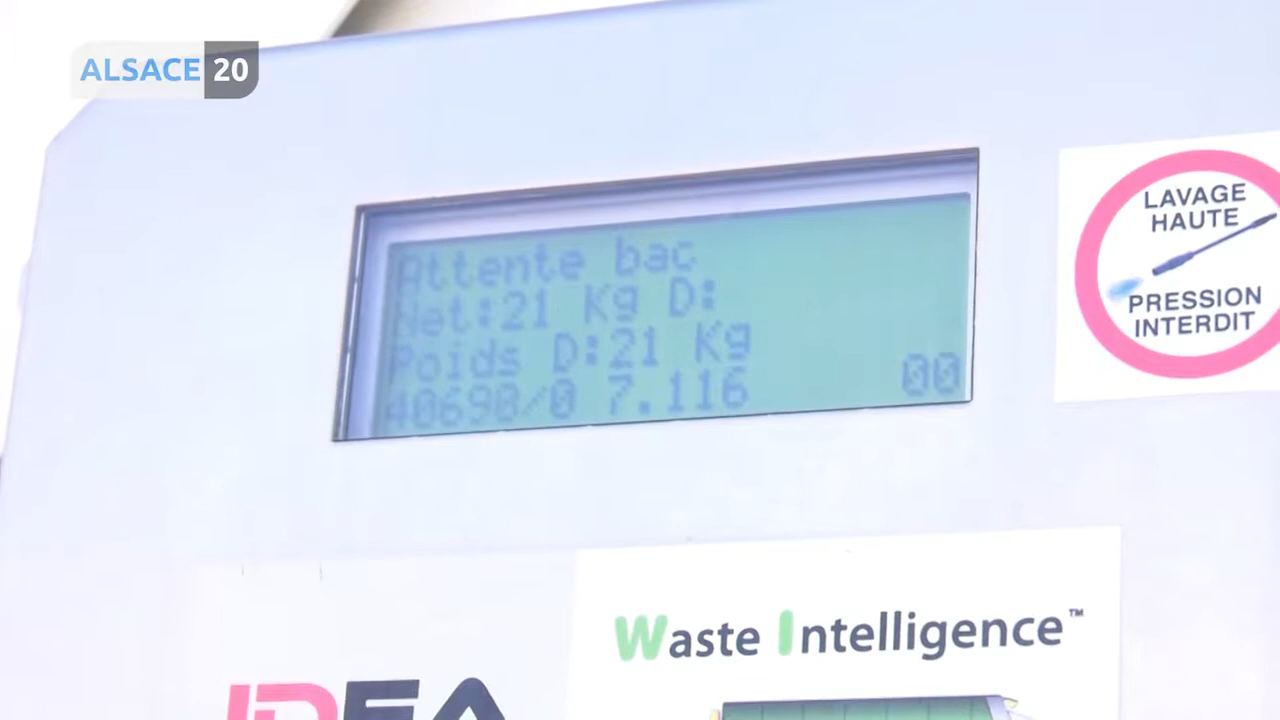 ALSACE 20
Attente bac
Net:21 Kg D:
Poids D:21 Kg
40690/0 7.116 00
LAVAGE
HAUTE
PRESSION
INTERDIT
Waste Intelligence™
IDEA